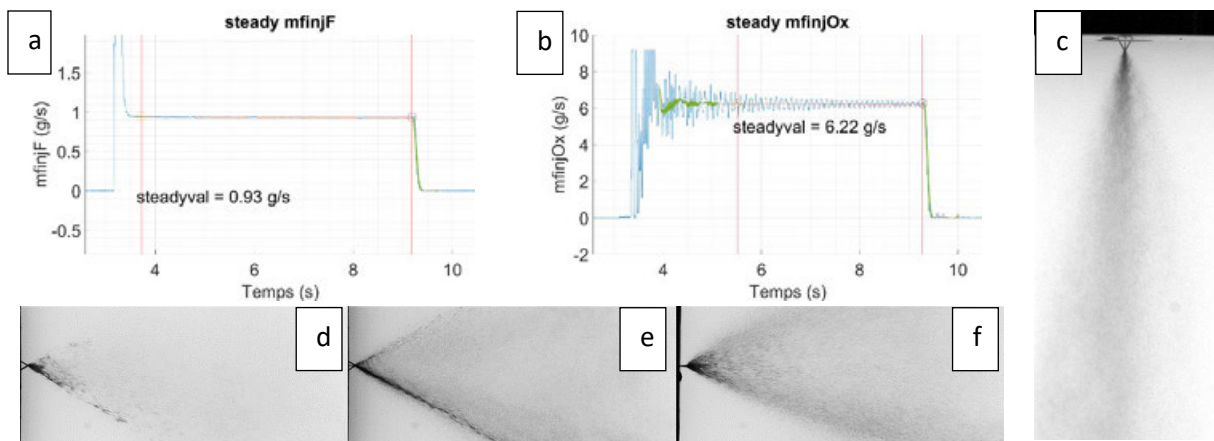 a
steady mfinjF
mfinjF (g/s)
1.5
1
0.5
0
-0.5
steadyval = 0.93 g/s
4
6
8
10
Temps (s)
b
steady mfinjOx
mfinjOx (g/s)
10
8
6
4
2
0
-2
steadyval = 6.22 g/s
4
6
8
10
Temps (s)
c
d
e
f